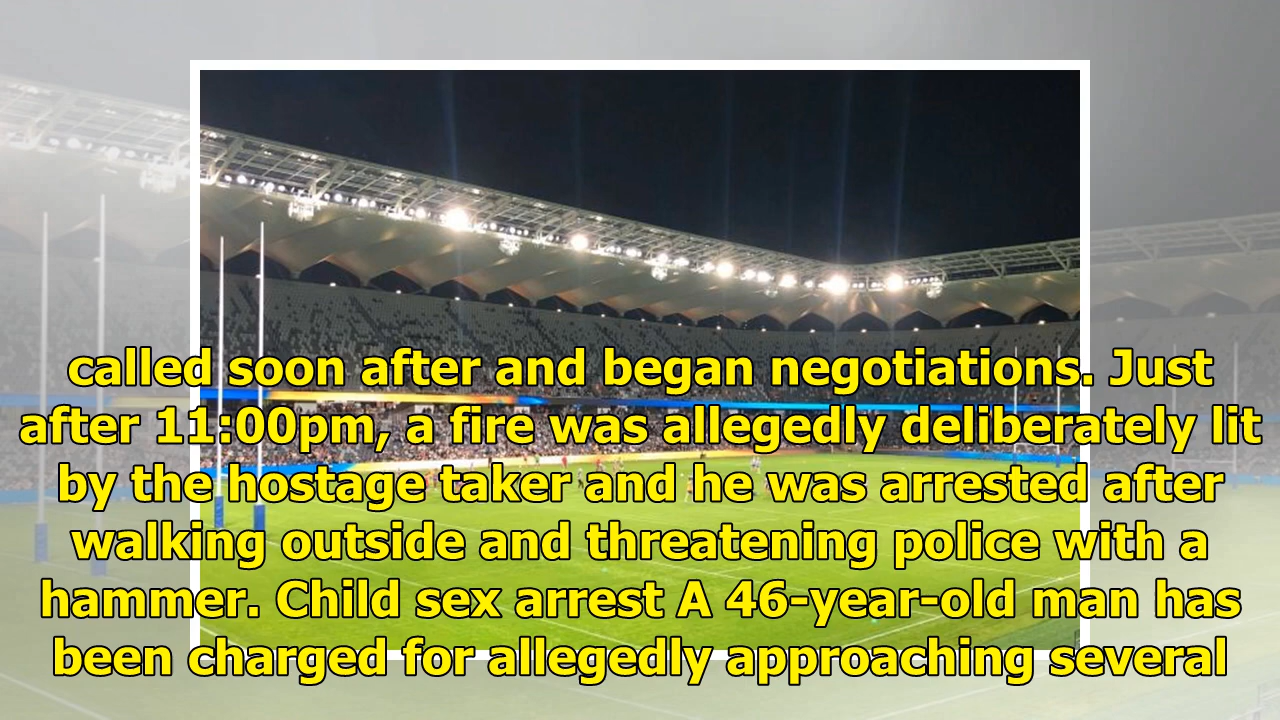 called soon after and began negotiations. Just
after 11:00pm, a fire was allegedly deliberately lit
by the hostage taker and he was arrested after
walking outside and threatening police with a
hammer. Child sex arrest A 46-year-old man has
been charged for allegedly approaching several